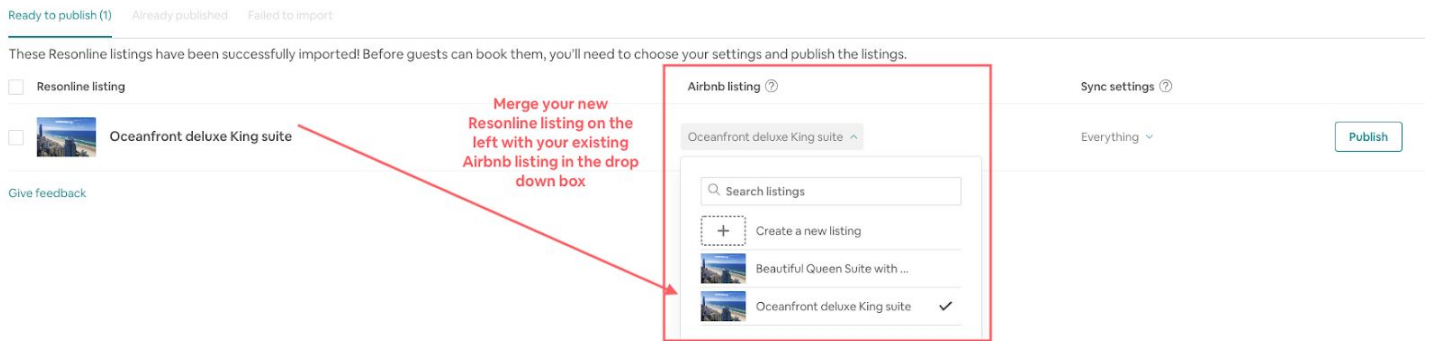 Ready to publish (1) Already published Failed to import
These Resonline listings have been successfully imported! Before guests can book them, you'll need to choose your settings and publish the listings.
Resonline listing
Airbnb listing ?
Sync settings ?
Merge your new
Resonline listing on the
left with your existing
Airbnb listing in the drop
down box
Oceanfront deluxe King suite
Oceanfront deluxe King suite
Everything
Publish
Give feedback
Search listings
Create a new listing
Beautiful Queen Suite with ...
Oceanfront deluxe King suite